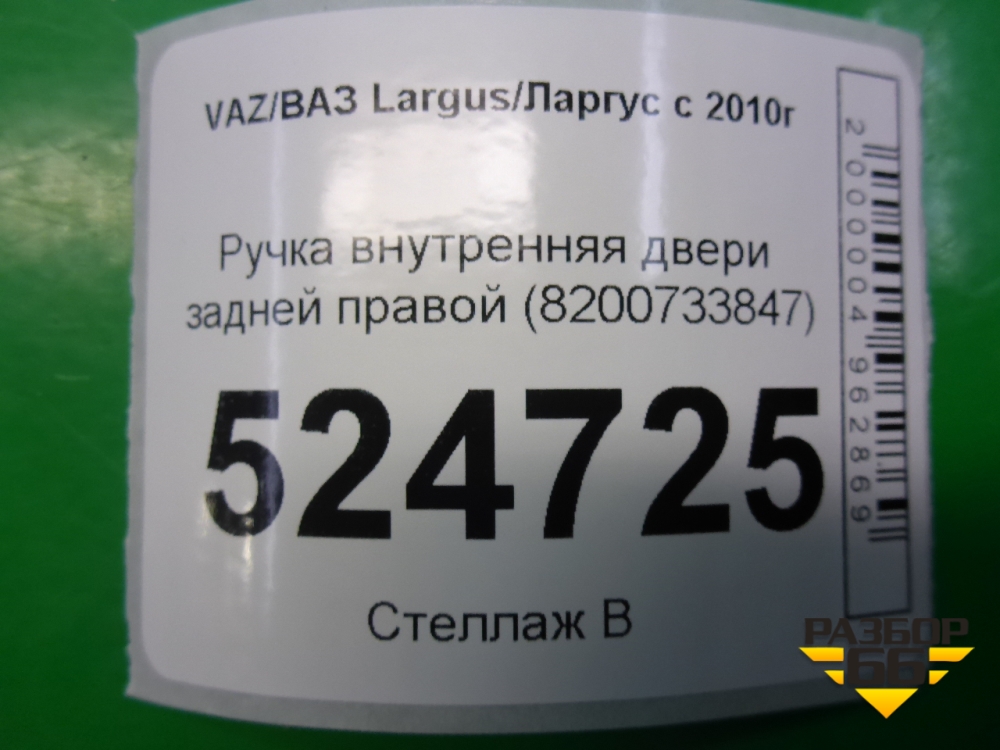 VAZ/ВАЗ Largus/Ларгус с 2010г
Ручка внутренняя двери
задней правой (8200733847)
524725
Стеллаж В
2000004962869
РАЗБОР
66